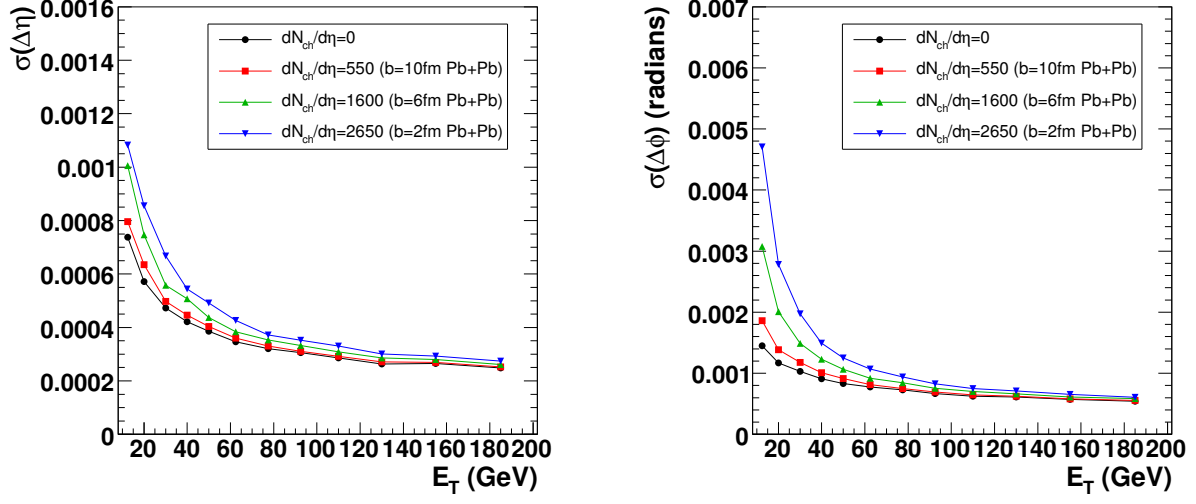 σ(Δη)
0.0016
0.0014
0.0012
0.001
0.0008
0.0006
0.0004
0.0002
0
dN_ch/dη=0
dN_ch/dη=550 (b=10fm Pb+Pb)
dN_ch/dη=1600 (b=6fm Pb+Pb)
dN_ch/dη=2650 (b=2fm Pb+Pb)
20 40 60 80 100 120 140 160 180 200
E_T (GeV)
σ(Δϕ) (radians)
0.007
0.006
0.005
0.004
0.003
0.002
0.001
0
dN_ch/dη=0
dN_ch/dη=550 (b=10fm Pb+Pb)
dN_ch/dη=1600 (b=6fm Pb+Pb)
dN_ch/dη=2650 (b=2fm Pb+Pb)
20 40 60 80 100 120 140 160 180 200
E_T (GeV)